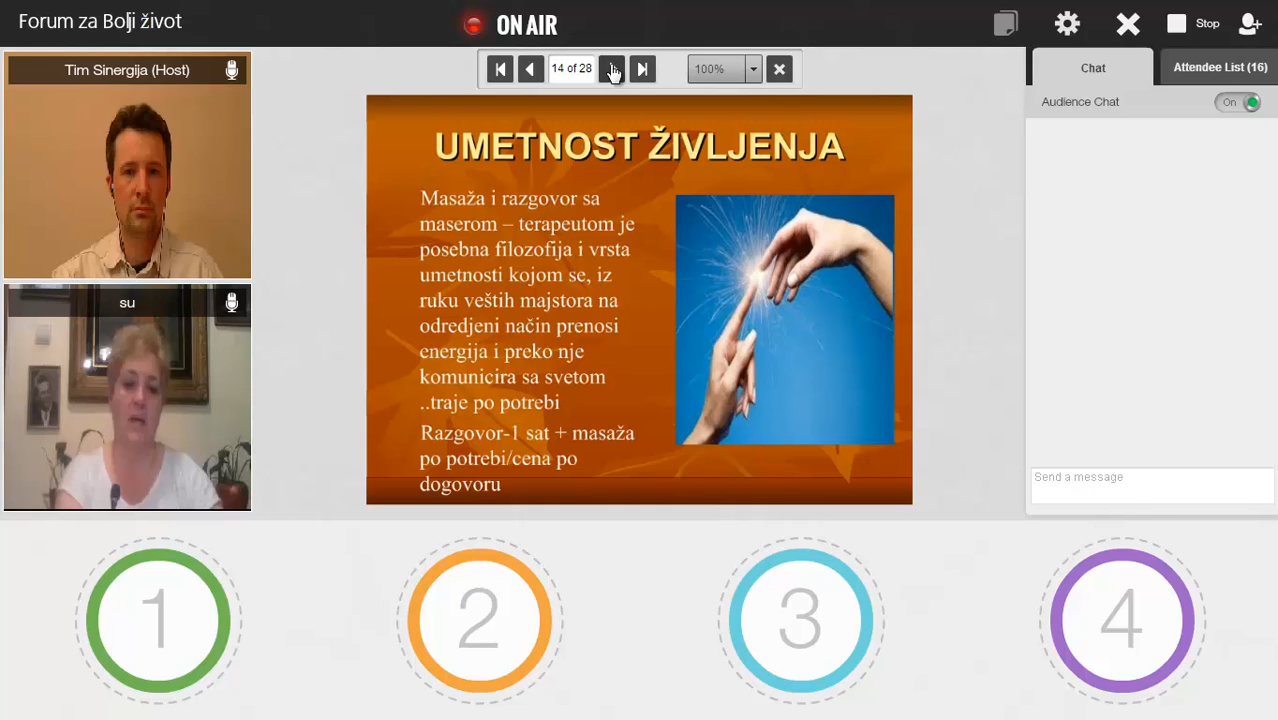 Forum za Bolji život
ON AIR
Stop
Tim Sinergija (Host)
14 of 28
100%
Chat
Attendee List (16)
Audience Chat
On
UMETNOST ŽIVLJENJA
Masaža i razgovor sa
maserom – terapeutom je
posebna filozofija i vrsta
umetnosti kojom se, iz
ruku veštih majstora na
odredjeni način prenosi
energija i preko nje
komunicira sa svetom
..traje po potrebi
Razgovor-1 sat + masaža
po potrebi/cena po
dogovoru
su
Send a message
1
2
3
4